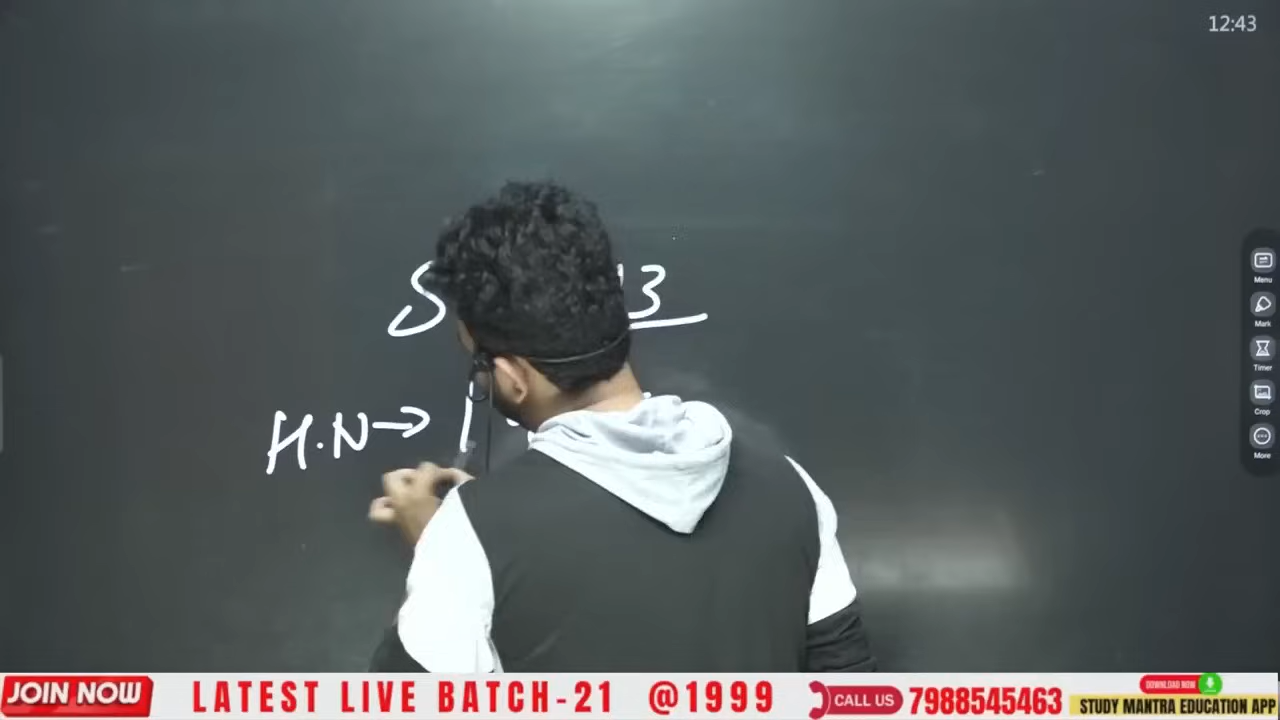 12:43
Menu
Mark
Timer
Crop
More
S 3
H.N→ 1
JOIN NOW
LATEST LIVE BATCH-21 @1999
CALL US 7988545463
DOWNLOAD NOW
STUDY MANTRA EDUCATION APP